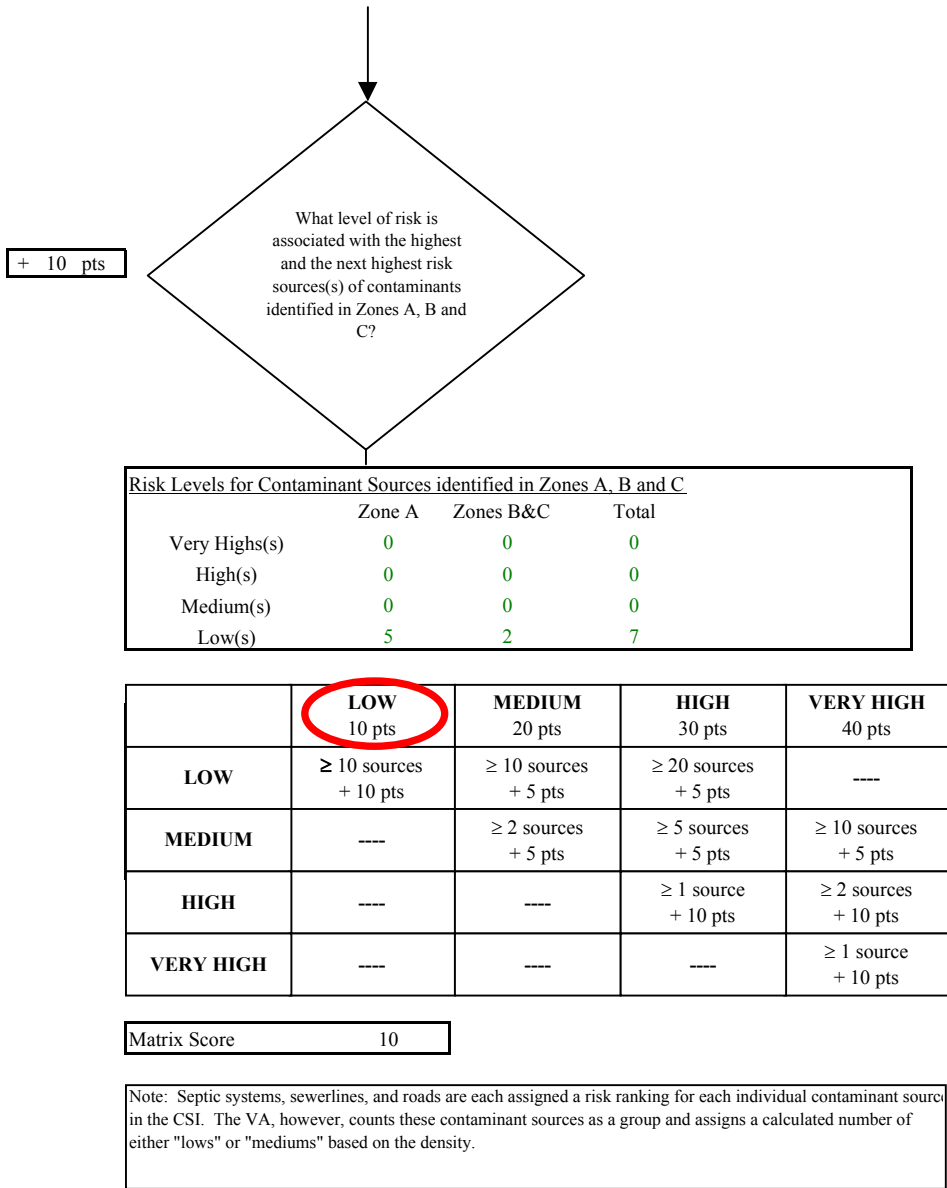 What level of risk is
associated with the highest
and the next highest risk
sources(s) of contaminants
identified in Zones A, B and
C?
+ 10 pts
Risk Levels for Contaminant Sources identified in Zones A, B and C
Zone A Zones B&C Total
Very Highs(s) 0 0 0
High(s) 0 0 0
Medium(s) 0 0 0
Low(s) 5 2 7
LOW MEDIUM HIGH VERY HIGH
10 pts 20 pts 30 pts 40 pts
LOW ≥ 10 sources ≥ 10 sources ≥ 20 sources ----
+ 10 pts + 5 pts + 5 pts
MEDIUM ---- ≥ 2 sources ≥ 5 sources ≥ 10 sources
+ 5 pts + 5 pts + 5 pts
HIGH ---- ---- ≥ 1 source ≥ 2 sources
+ 10 pts + 10 pts
VERY HIGH ---- ---- ---- ≥ 1 source
+ 10 pts
Matrix Score 10
Note: Septic systems, sewerlines, and roads are each assigned a risk ranking for each individual contaminant source
in the CSI. The VA, however, counts these contaminant sources as a group and assigns a calculated number of
either "lows" or "mediums" based on the density.